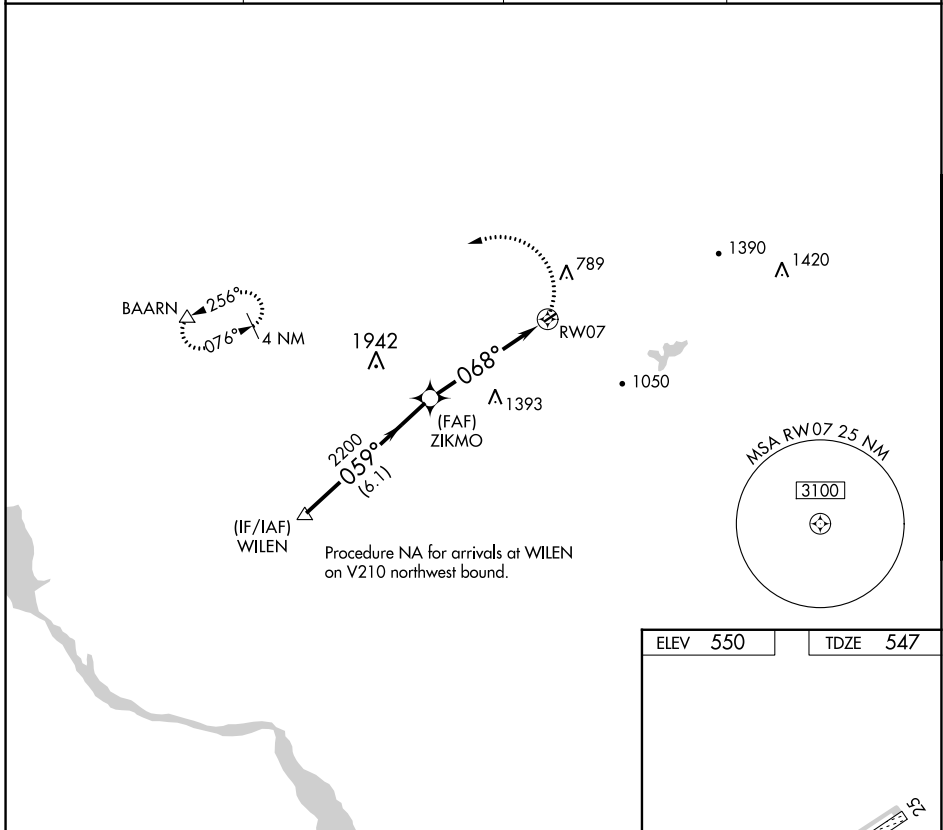 1390
1420
789
BAARN
256°
076°
4 NM
RW07
1942
068°
1050
1393
(FAF)
ZIKMO
2200
059°
(6.1)
MSA RW07 25 NM
3100
(IF/IAF)
WILEN
Procedure NA for arrivals at WILEN
on V210 northwest bound.
ELEV 550
TDZE 547
25